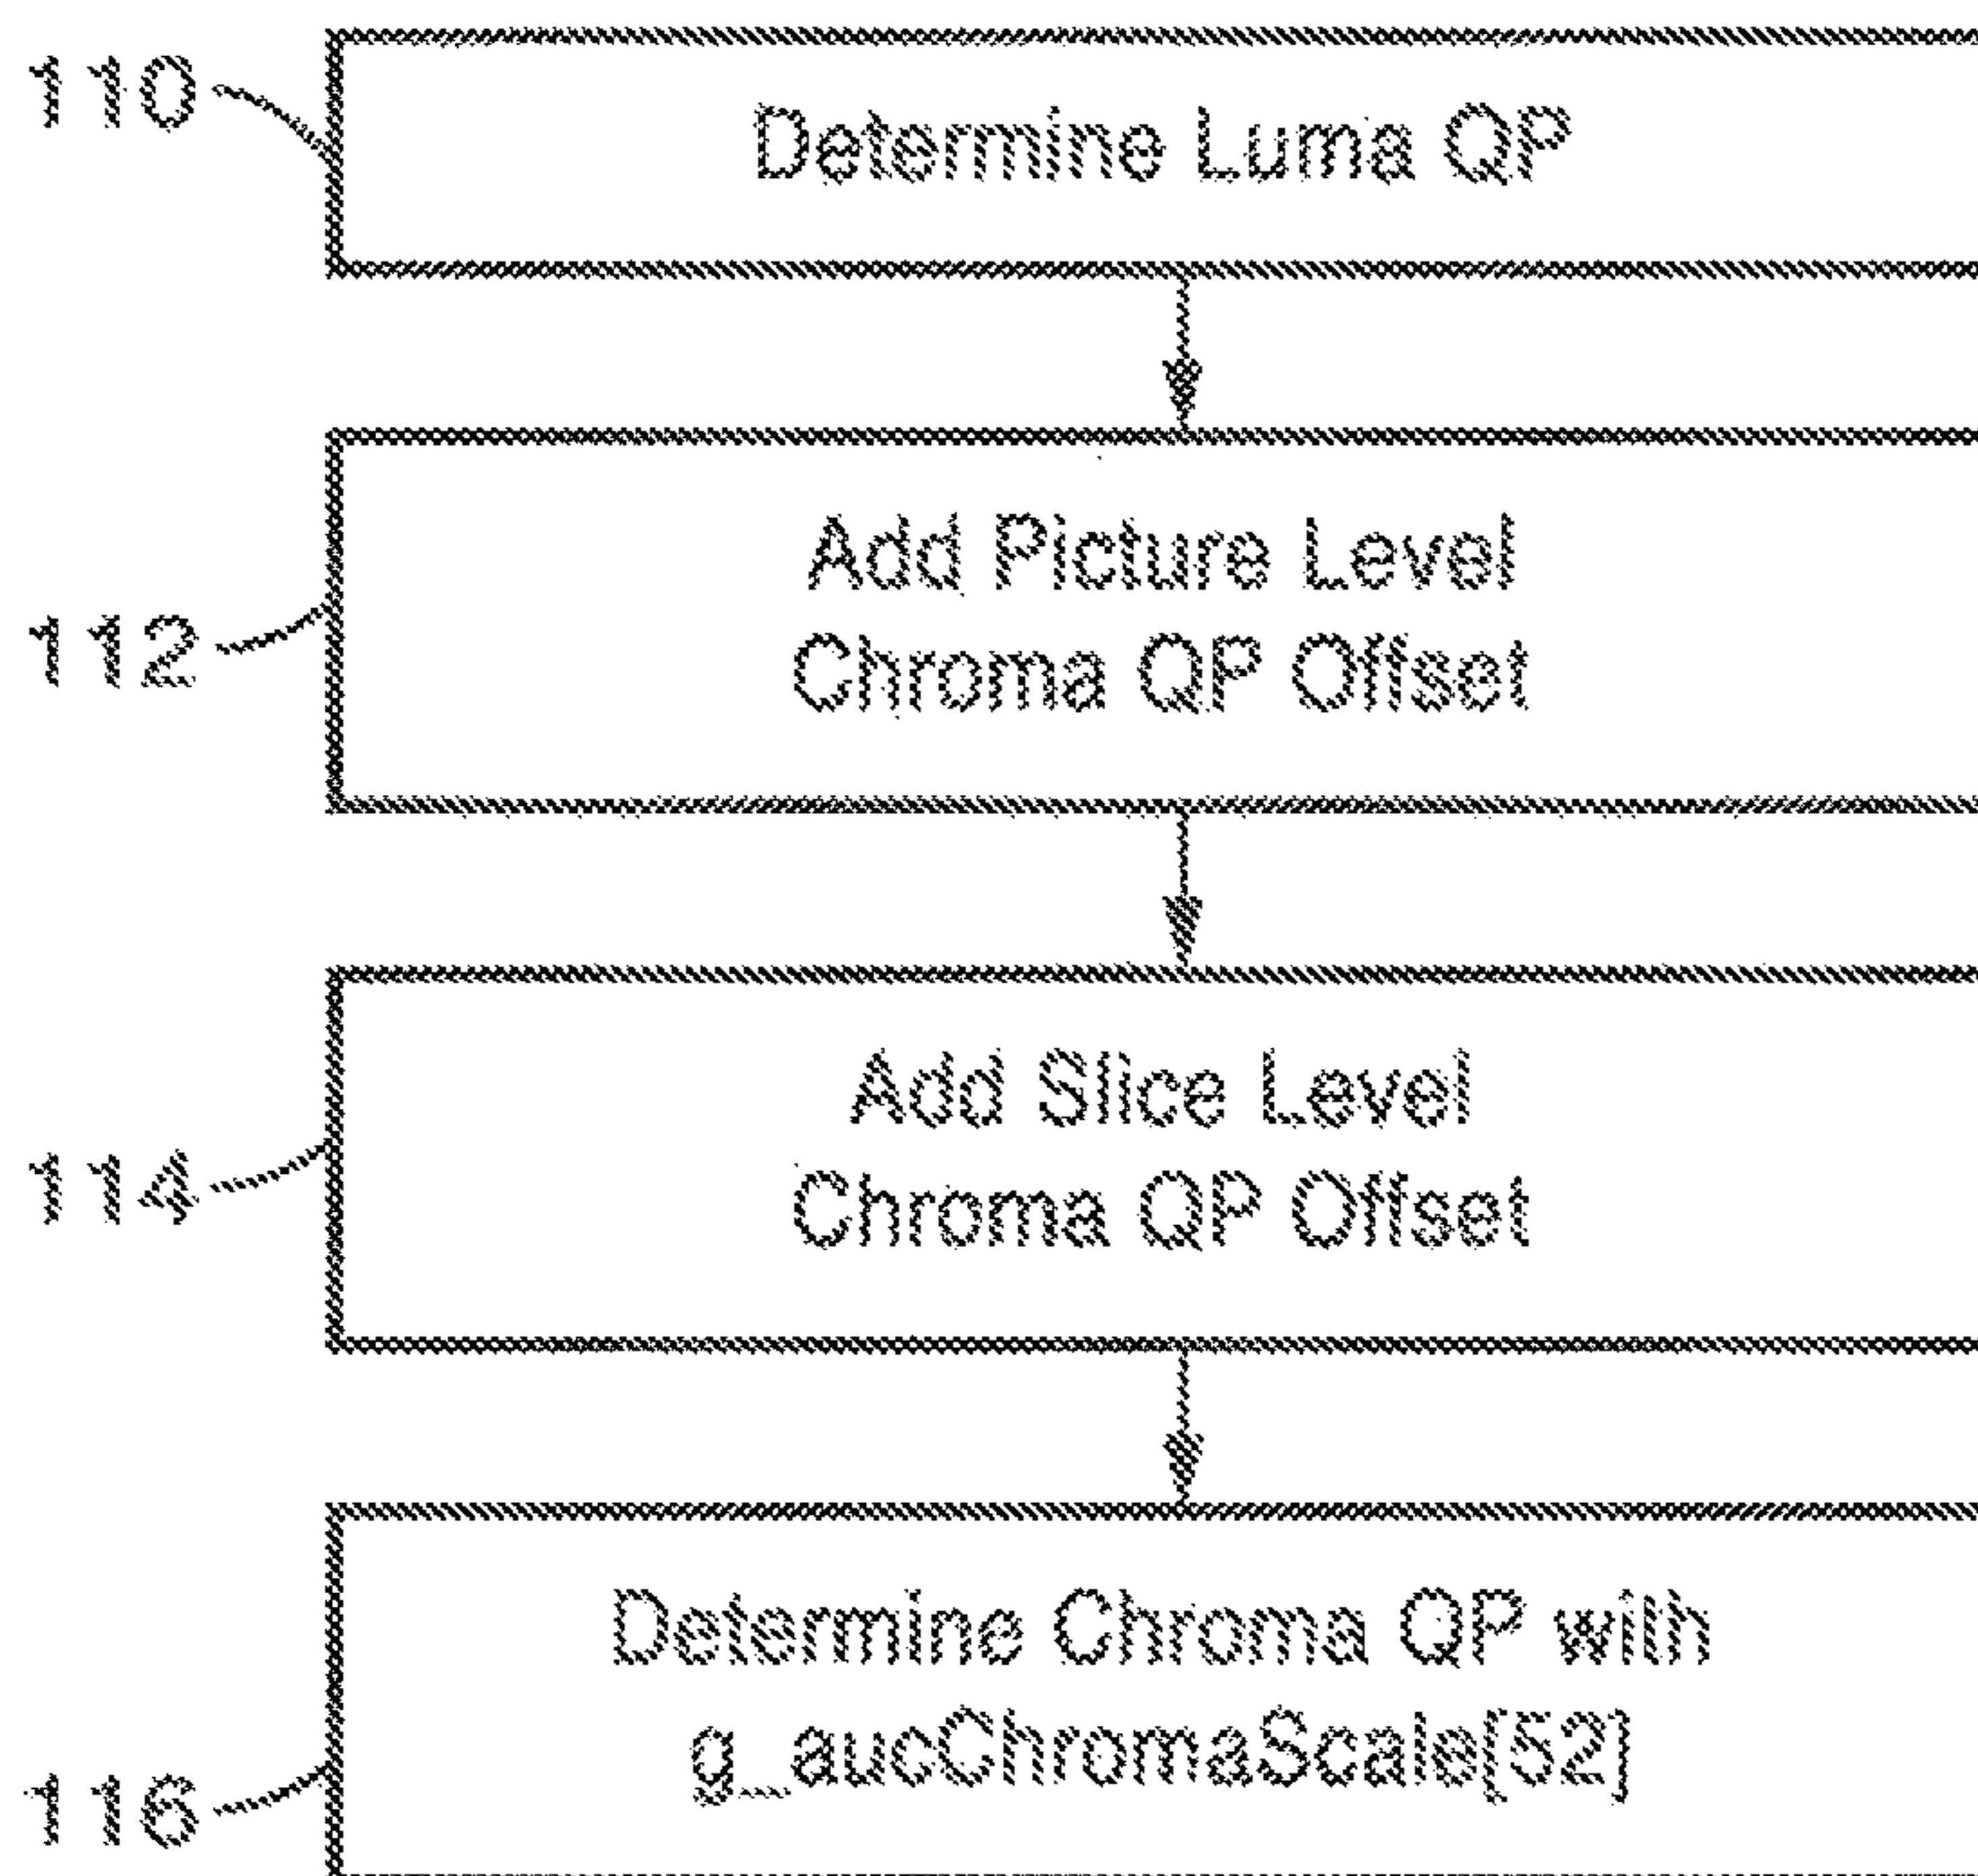 110
Determine Luma QP
112
Add Picture Level
Chroma QP Offset
114
Add Slice Level
Chroma QP Offset
116
Determine Chroma QP with
g_aucChromaScale[52]